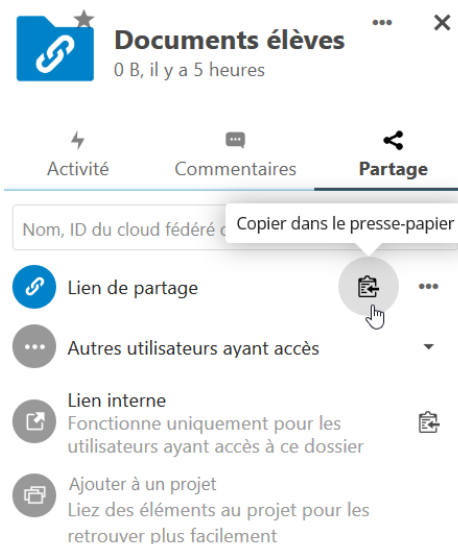 Documents élèves
0 B, il y a 5 heures
Activité
Commentaires
Partage
Nom, ID du cloud fédéré
Copier dans le presse-papier
Lien de partage
Autres utilisateurs ayant accès
Lien interne
Fonctionne uniquement pour les
utilisateurs ayant accès à ce dossier
Ajouter à un projet
Liez des éléments au projet pour les
retrouver plus facilement